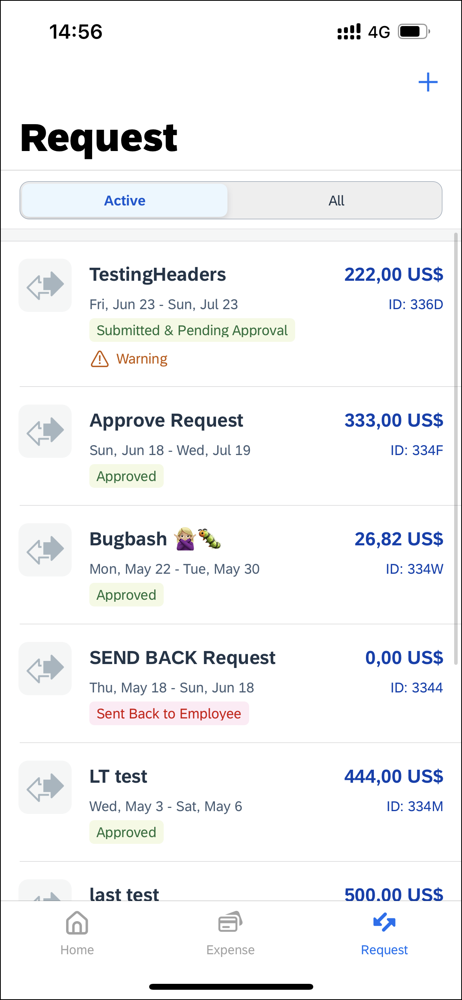 14:56 4G
Request
Active All
TestingHeaders 222,00 US$
Fri, Jun 23 - Sun, Jul 23 ID: 336D
Submitted & Pending Approval
Warning
Approve Request 333,00 US$
Sun, Jun 18 - Wed, Jul 19 ID: 334F
Approved
Bugbash 🙅🏼‍♀️🐛 26,82 US$
Mon, May 22 - Tue, May 30 ID: 334W
Approved
SEND BACK Request 0,00 US$
Thu, May 18 - Sun, Jun 18 ID: 3344
Sent Back to Employee
LT test 444,00 US$
Wed, May 3 - Sat, May 6 ID: 334M
Approved
last test 500,00 US$
Home Expense Request